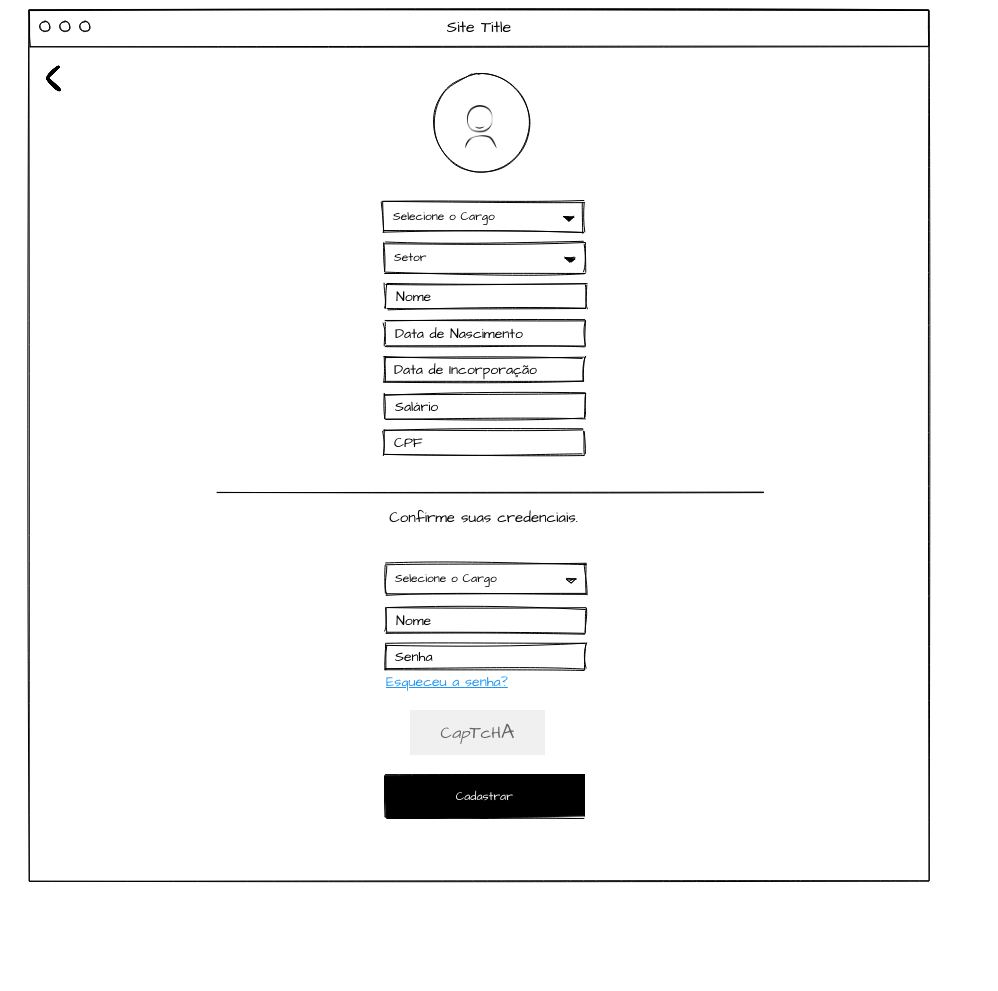 Site Title
Selecione o Cargo
Setor
Nome
Data de Nascimento
Data de Incorporação
Salário
CPF
Confirme suas credenciais.
Selecione o Cargo
Nome
Senha
Esqueceu a senha?
CapTcHA
Cadastrar